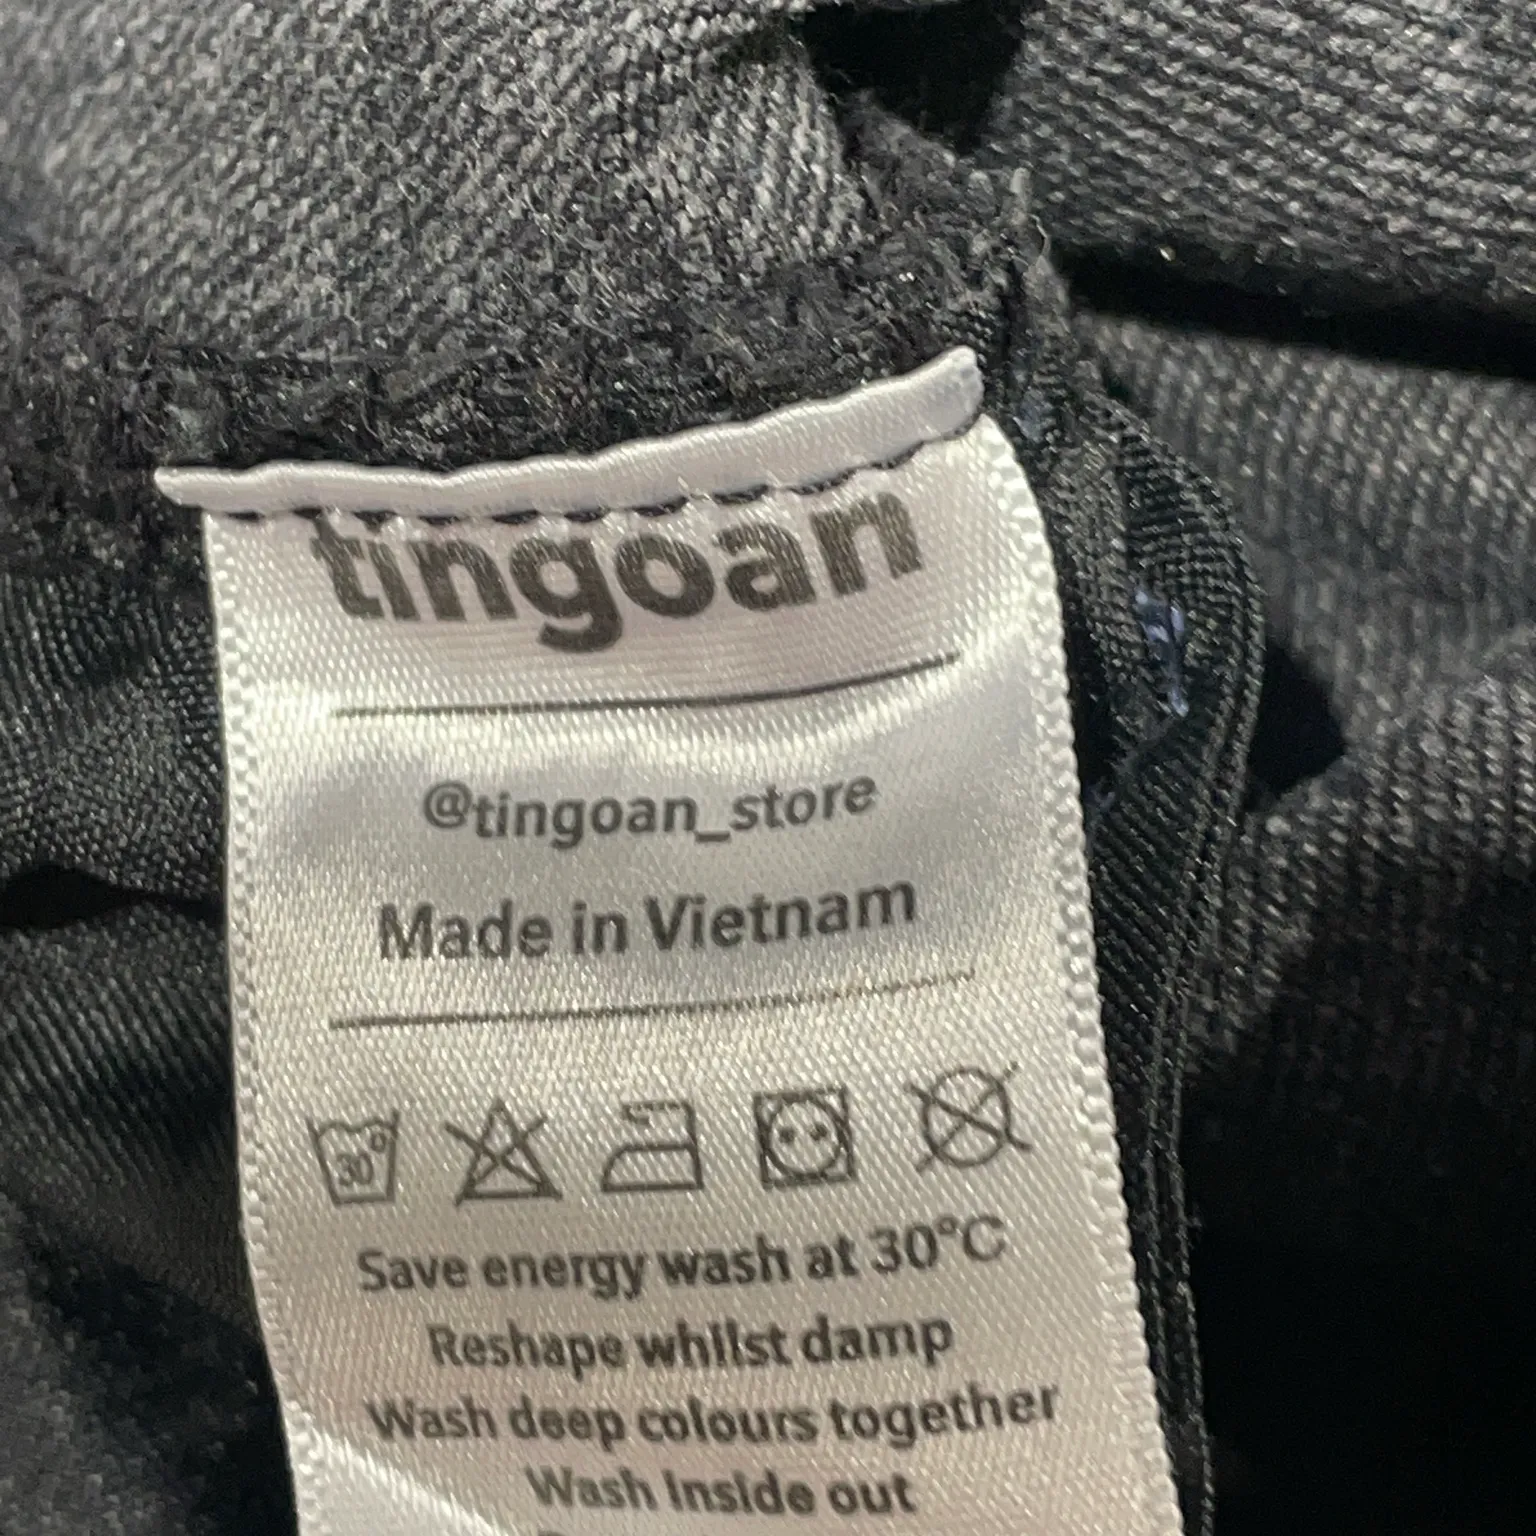 tingoan
@tingoan_store
Made in Vietnam
30°
Save energy wash at 30°C
Reshape whilst damp
Wash deep colours together
Wash Inside out